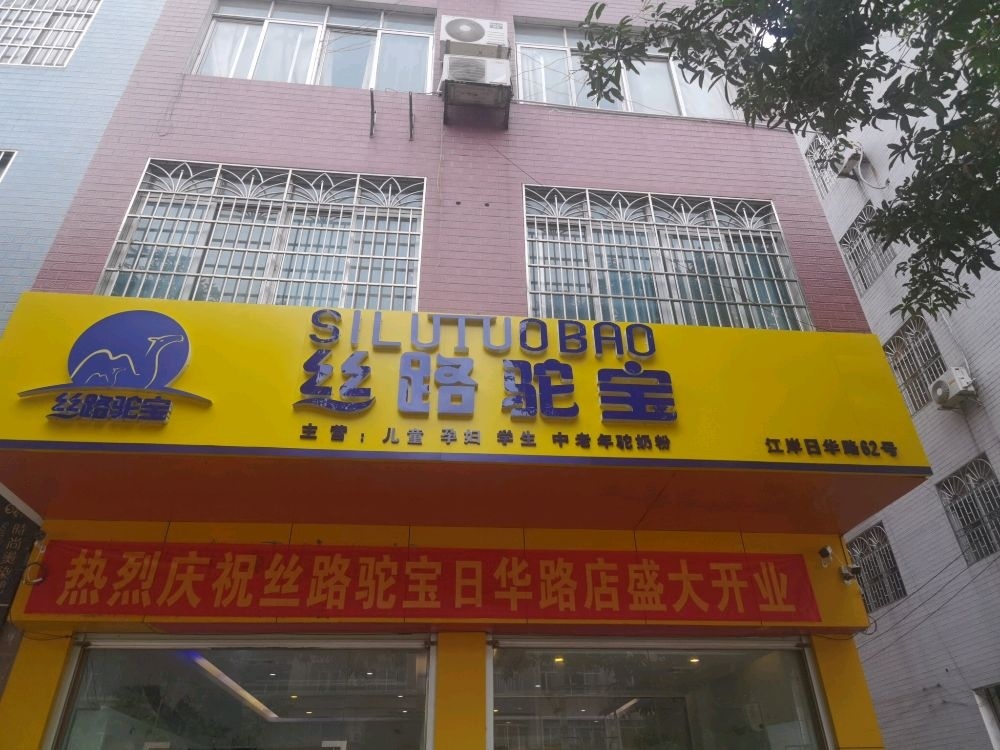 SILUTUOBAO
丝路驼宝
丝路驼宝
主营：儿童 孕妇 学生 中老年驼奶粉
江岸日华路62号
热烈庆祝丝路驼宝日华路店盛大开业
时尚